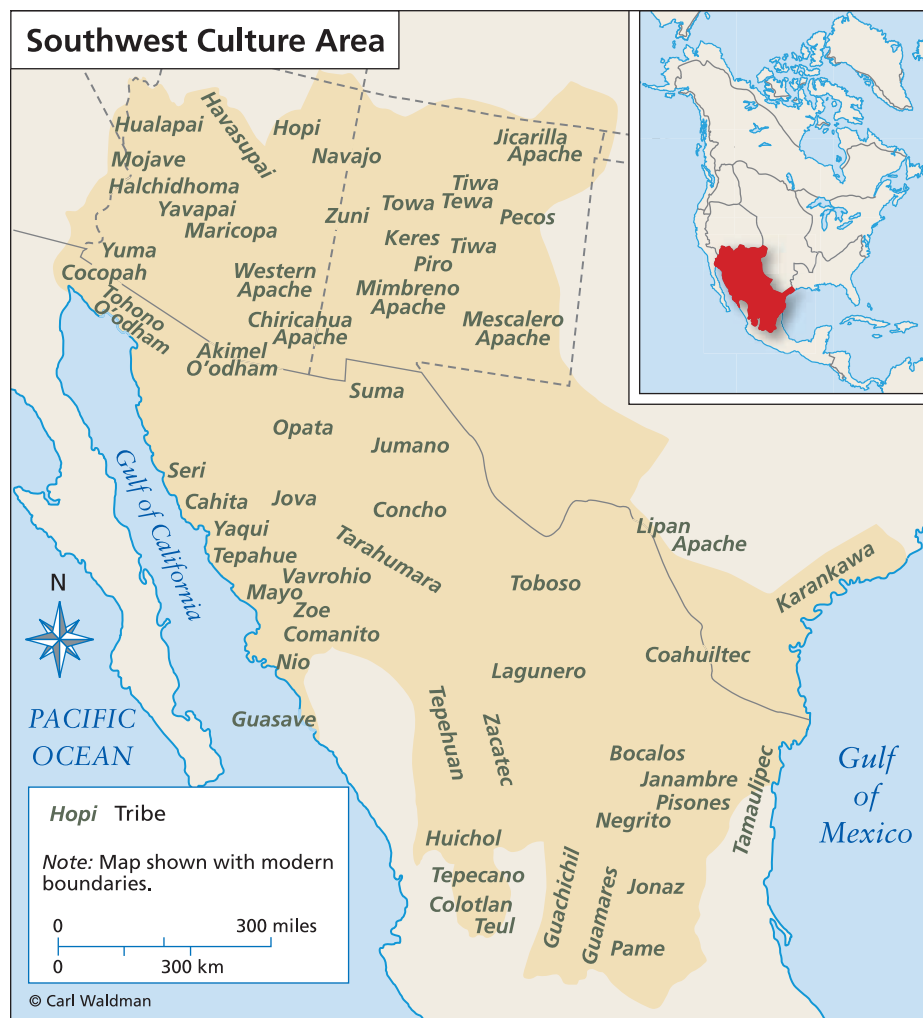 Southwest Culture Area
Havasupai
Hualapai
Hopi
Jicarilla
Apache
Mojave
Navajo
Halchidhoma
Tiwa
Yavapai
Towa
Tewa
Zuni
Pecos
Maricopa
Keres
Tiwa
Yuma
Piro
Cocopah
Western
Apache
Mimbreno
Apache
Tohono
O'odham
Chiricahua
Apache
Mescalero
Apache
Akimel
O'odham
Suma
Opata
Jumano
Seri
Gulf of California
Cahita
Jova
Concho
Yaqui
Lipan
Apache
Tepahue
Tarahumara
Karankawa
Vavrohio
Toboso
Mayo
N
Zoe
Comanito
Nio
Lagunero
Coahuiltec
Guasave
PACIFIC
OCEAN
Tepehuan
Zacatec
Bocalos
Janambre
Pisones
Tamaulipec
Gulf
of
Mexico
Negrito
Huichol
Tepecano
Colotlan
Teul
Guachichil
Guamares
Jonaz
Pame
Hopi Tribe
Note: Map shown with modern
boundaries.
0 300 miles
0 300 km
© Carl Waldman